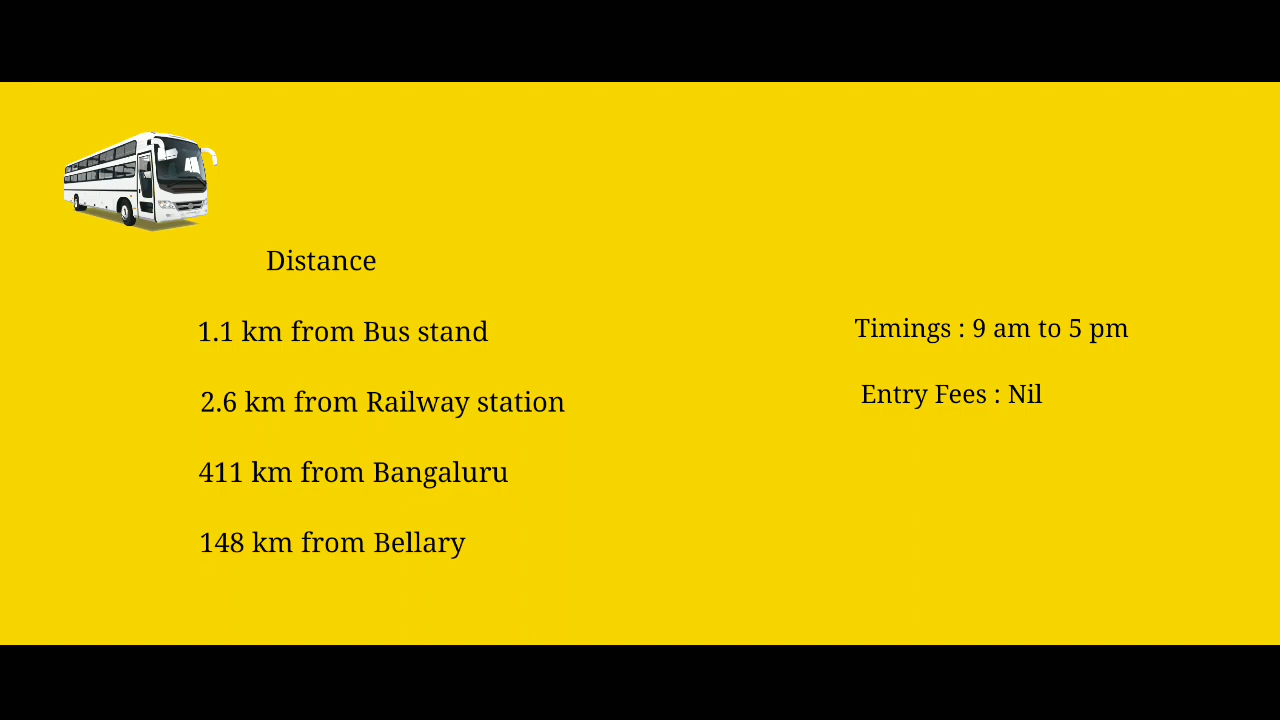 Distance
1.1 km from Bus stand
2.6 km from Railway station
411 km from Bangaluru
148 km from Bellary
Timings : 9 am to 5 pm
Entry Fees : Nil